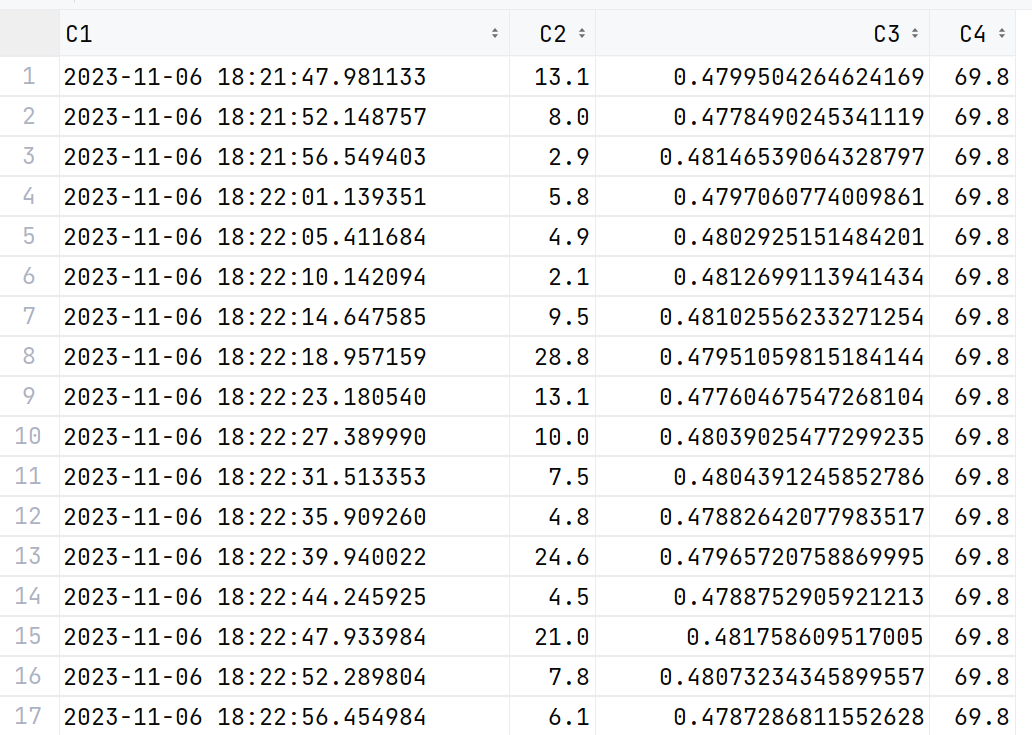 C1 C2 C3 C4
1 2023-11-06 18:21:47.981133 13.1 0.4799504264624169 69.8
2 2023-11-06 18:21:52.148757 8.0 0.4778490245341119 69.8
3 2023-11-06 18:21:56.549403 2.9 0.48146539064328797 69.8
4 2023-11-06 18:22:01.139351 5.8 0.4797060774009861 69.8
5 2023-11-06 18:22:05.411684 4.9 0.4802925151484201 69.8
6 2023-11-06 18:22:10.142094 2.1 0.4812699113941434 69.8
7 2023-11-06 18:22:14.647585 9.5 0.48102556233271254 69.8
8 2023-11-06 18:22:18.957159 28.8 0.47951059815184144 69.8
9 2023-11-06 18:22:23.180540 13.1 0.47760467547268104 69.8
10 2023-11-06 18:22:27.389990 10.0 0.48039025477299235 69.8
11 2023-11-06 18:22:31.513353 7.5 0.4804391245852786 69.8
12 2023-11-06 18:22:35.909260 4.8 0.47882642077983517 69.8
13 2023-11-06 18:22:39.940022 24.6 0.47965720758869995 69.8
14 2023-11-06 18:22:44.245925 4.5 0.4788752905921213 69.8
15 2023-11-06 18:22:47.933984 21.0 0.481758609517005 69.8
16 2023-11-06 18:22:52.289804 7.8 0.48073234345899557 69.8
17 2023-11-06 18:22:56.454984 6.1 0.4787286811552628 69.8